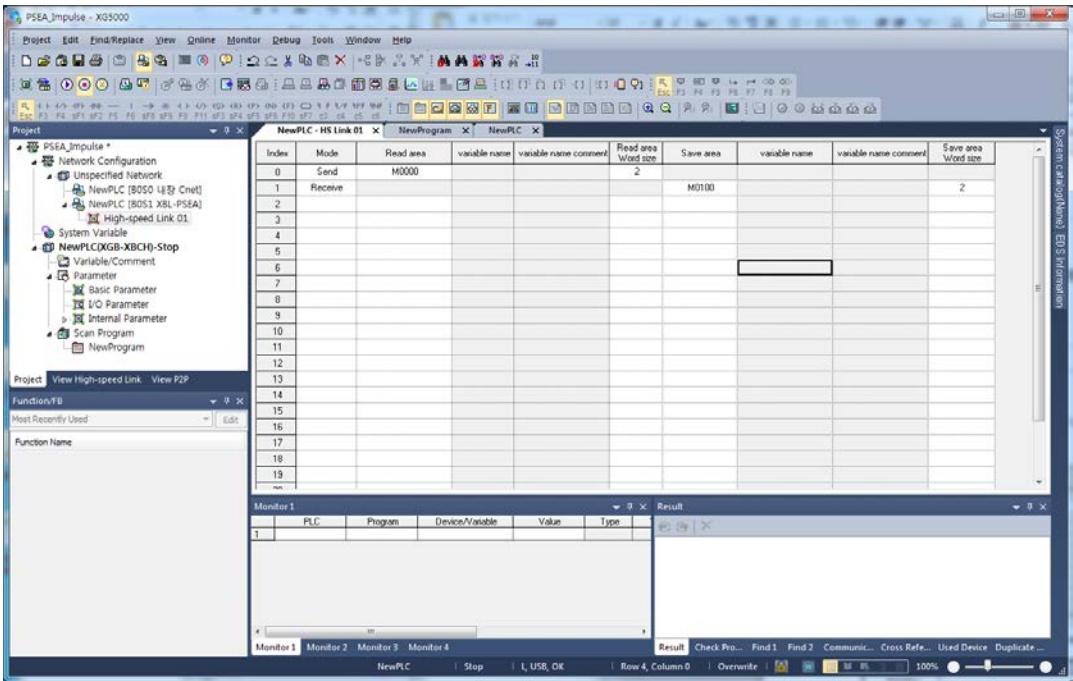 PSEA_Impulse - XG5000
Project Edit Find/Replace View Online Monitor Debug Tools Window Help
Project
NewPLC - HS Link 01 NewProgram NewPLC
PSEA_Impulse *
Network Configuration
Unspecified Network
NewPLC [B0S0 내장 Cnet]
NewPLC [B0S1 XBL-PSEA]
High-speed Link 01
System Variable
NewPLC(XGB-XBCH)-Stop
Variable/Comment
Parameter
Basic Parameter
I/O Parameter
Internal Parameter
Scan Program
NewProgram
Project View High-speed Link View P2P
Function/FB
Most Recently Used Edit
Function Name
Index Mode Read area variable name variable name comment Read area Word size Save area variable name variable name comment Save area Word size
0 Send M0000 2
1 Receive M0100 2
2
3
4
5
6
7
8
9
10
11
12
13
14
15
16
17
18
19
System catalog(None) EDS Information
Monitor 1
PLC Program Device/Variable Value Type
1
Monitor 1 Monitor 2 Monitor 3 Monitor 4
Result
Result Check Pro... Find 1 Find 2 Communic... Cross Refe... Used Device Duplicate ...
NewPLC Stop L, USB, OK Row 4, Column 0 Overwrite 100%